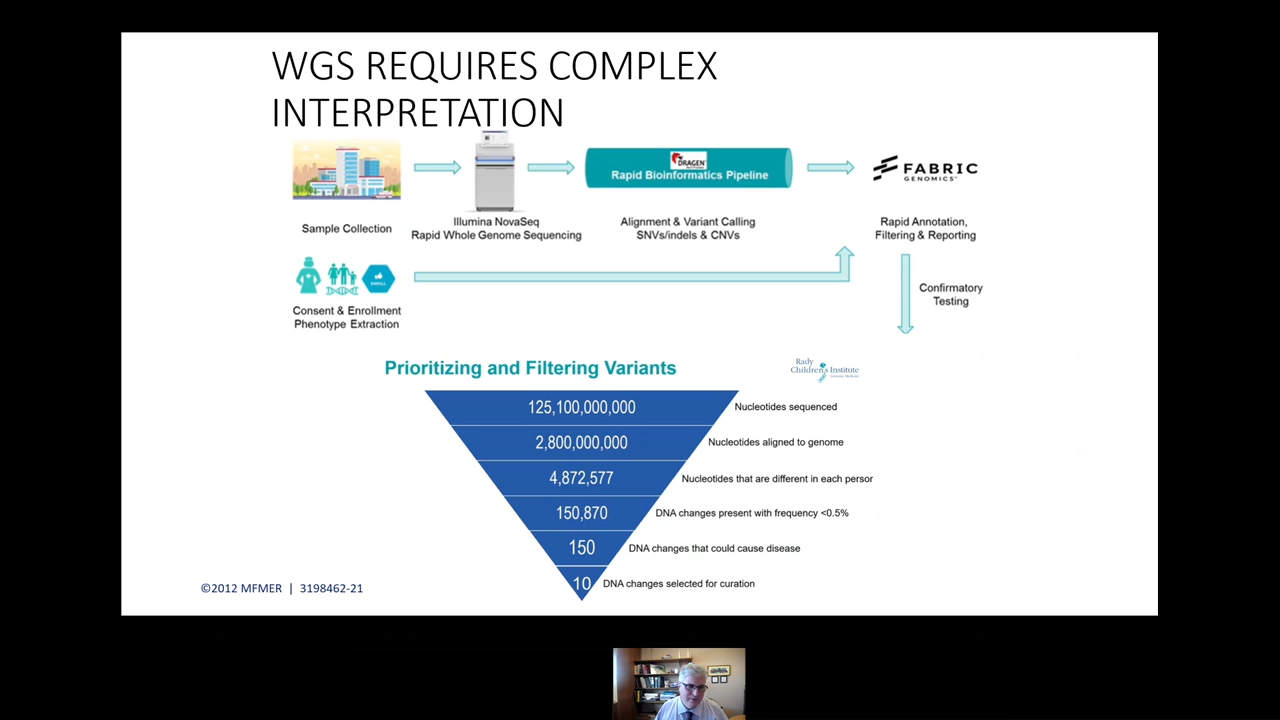 WGS REQUIRES COMPLEX
INTERPRETATION
DRAGEN
Rapid Bioinformatics Pipeline
FABRIC
GENOMICS™
Sample Collection
Illumina NovaSeq
Rapid Whole Genome Sequencing
Alignment & Variant Calling
SNVs/indels & CNVs
Rapid Annotation,
Filtering & Reporting
ENROLL
Consent & Enrollment
Phenotype Extraction
Confirmatory
Testing
Prioritizing and Filtering Variants
Rady
Children's Institute
125,100,000,000 Nucleotides sequenced
2,800,000,000 Nucleotides aligned to genome
4,872,577 Nucleotides that are different in each persor
150,870 DNA changes present with frequency <0.5%
150 DNA changes that could cause disease
10 DNA changes selected for curation
©2012 MFMER | 3198462-21